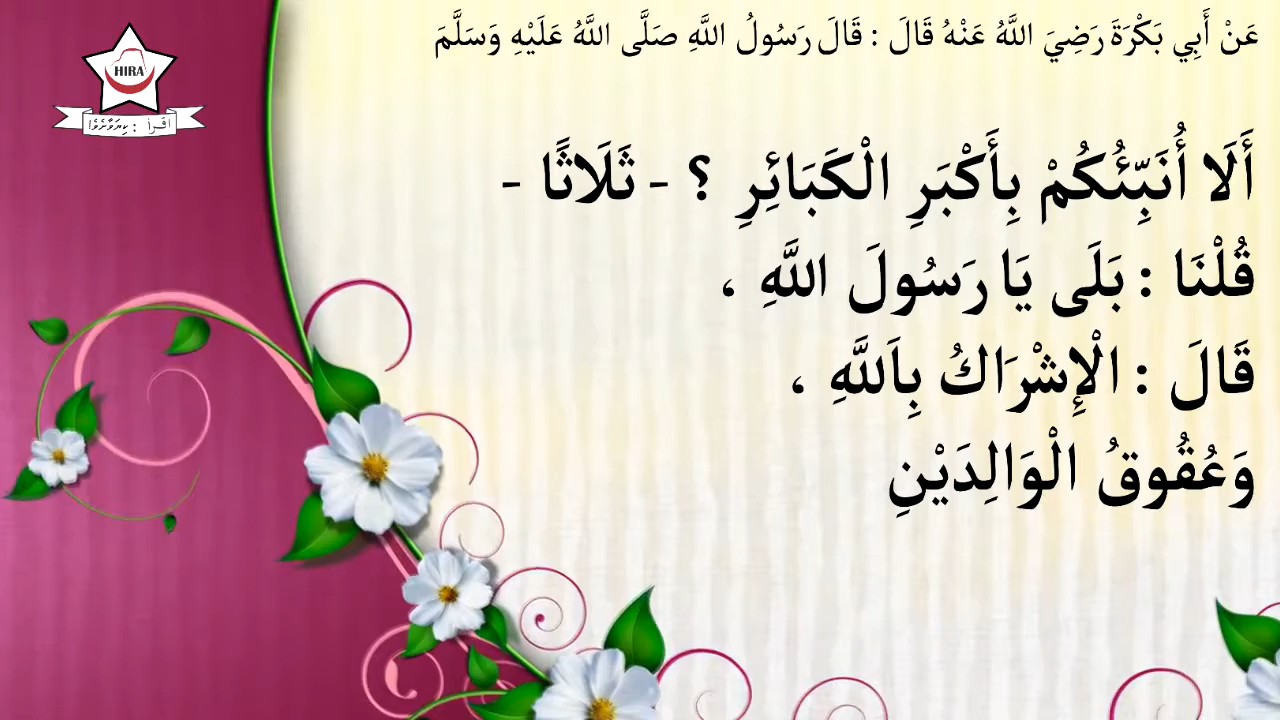 عَنْ أَبِي بَكْرَةَ رَضِيَ اللَّهُ عَنْهُ قَالَ : قَالَ رَسُولُ اللَّهِ صَلَّى اللَّهُ عَلَيْهِ وَسَلَّمَ
HIRA
اقرأ : ކިޔަވާށެވެ!
أَلَا أُنَبِّئُكُمْ بِأَكْبَرِ الْكَبَائِرِ ؟ - ثَلَاثًا -
قُلْنَا : بَلَى يَا رَسُولَ اللَّهِ ،
قَالَ : الْإِشْرَاكُ بِاَللَّهِ ،
وَعُقُوقُ الْوَالِدَيْنِ